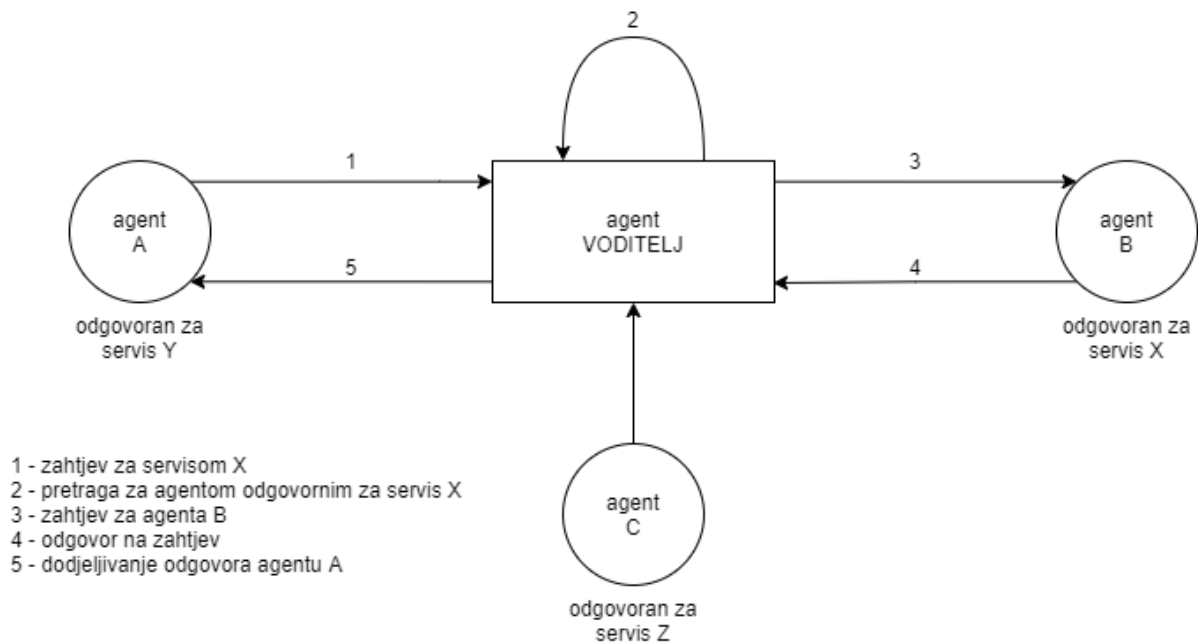 2
1
3
agent
A
agent
VODITELJ
agent
B
5
4
odgovoran za
servis Y
odgovoran za
servis X
1 - zahtjev za servisom X
2 - pretraga za agentom odgovornim za servis X
3 - zahtjev za agenta B
4 - odgovor na zahtjev
5 - dodjeljivanje odgovora agentu A
agent
C
odgovoran za
servis Z